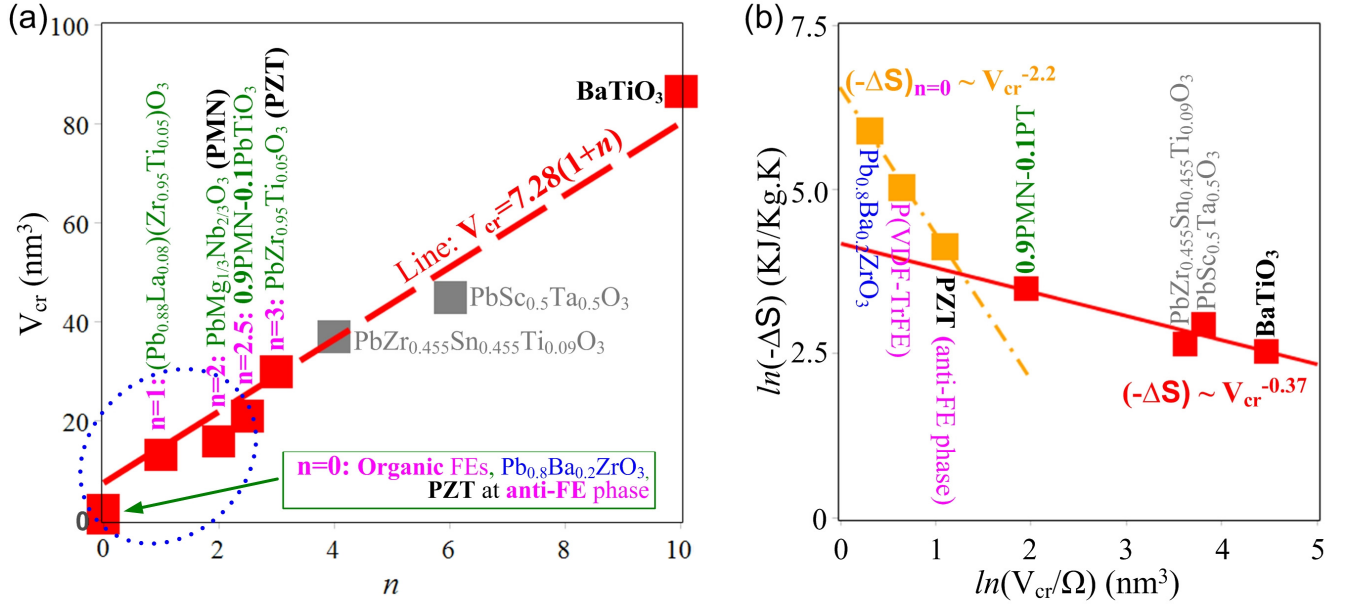 (a)
100
80
60
40
20
0
V_cr (nm³)
0 2 4 6 8 10
n
n=1: (Pb₀.₈₈La₀.₀₈)(Zr₀.₉₅Ti₀.₀₅)O₃
n=2: PbMg₁/₃Nb₂/₃O₃ (PMN)
n=2.5: 0.9PMN-0.1PbTiO₃
n=3: PbZr₀.₉₅Ti₀.₀₅O₃ (PZT)
BaTiO₃
Line: V_cr=7.28(1+n)
PbSc₀.₅Ta₀.₅O₃
PbZr₀.₄₅₅Sn₀.₄₅₅Ti₀.₀₉O₃
n=0: Organic FEs, Pb₀.₈Ba₀.₂ZrO₃,
PZT at anti-FE phase
(b)
7.5
5.0
2.5
0
ln(-ΔS) (KJ/Kg.K)
0 1 2 3 4 5
ln(V_cr/Ω) (nm³)
(-ΔS)ₙ₌₀ ~ V_cr⁻²·²
Pb₀.₈Ba₀.₂ZrO₃
P(VDF-TrFE)
PZT (anti-FE phase)
0.9PMN-0.1PT
PbZr₀.₄₅₅Sn₀.₄₅₅Ti₀.₀₉O₃
PbSc₀.₅Ta₀.₅O₃
BaTiO₃
(-ΔS) ~ V_cr⁻⁰·³⁷